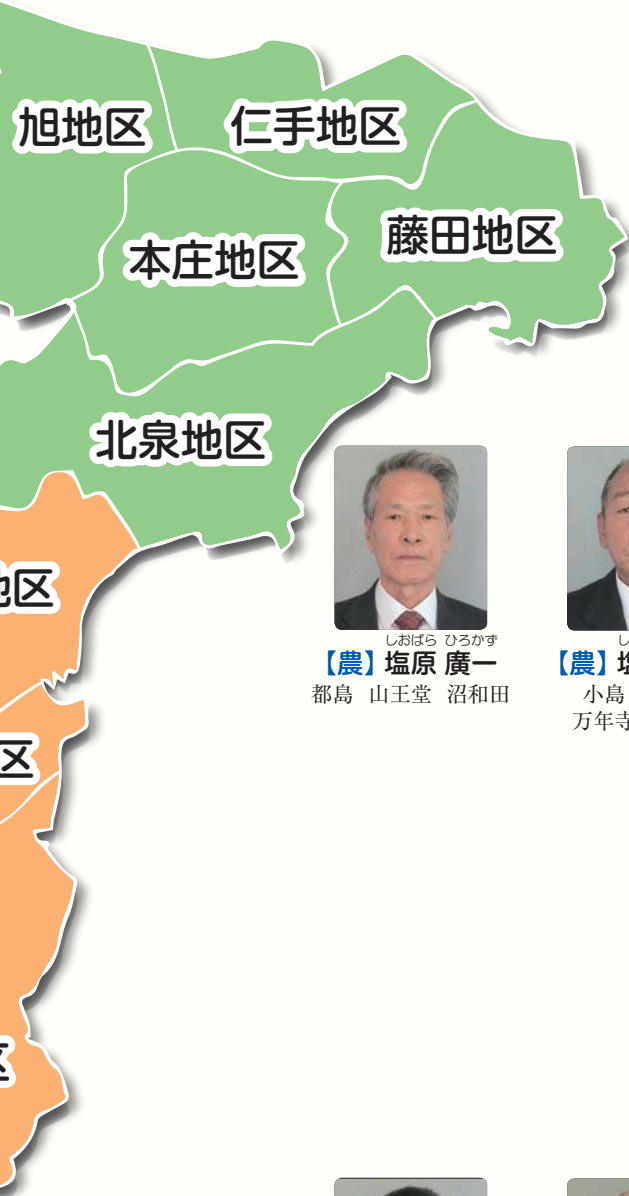 旭地区
仁手地区
藤田地区
本庄地区
北泉地区
地区
区
区
しおばら ひろかず
【農】塩原 廣一
都島 山王堂 沼和田
し
【農】塩
小島
万年寺